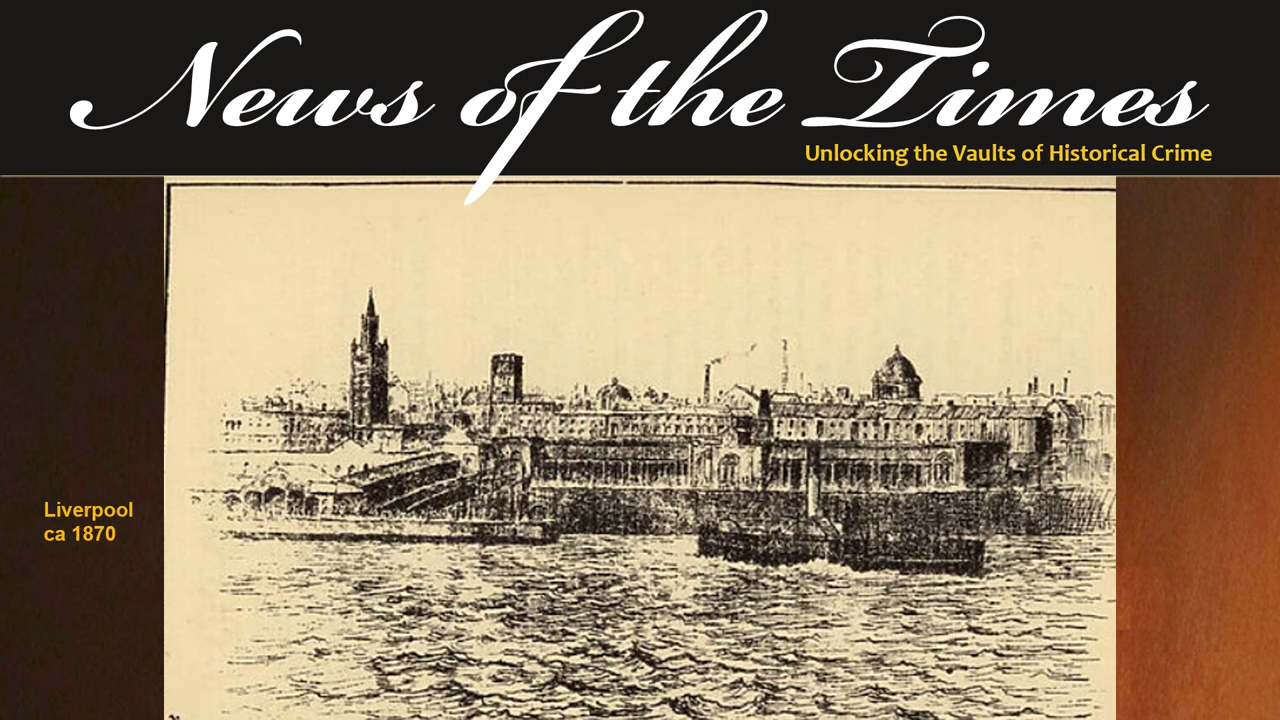 News of the Times
Unlocking the Vaults of Historical Crime
Liverpool
ca 1870